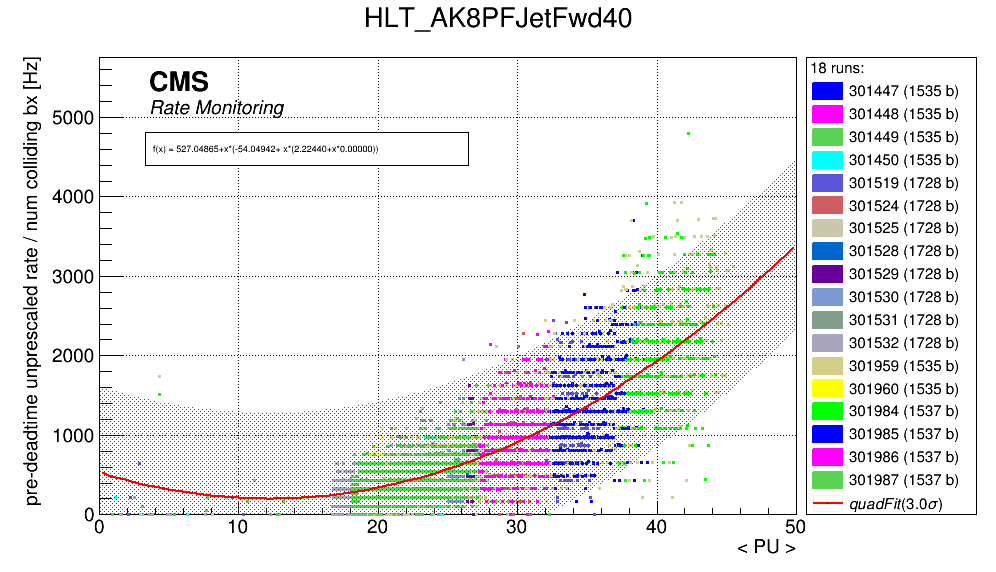 HLT_AK8PFJetFwd40
pre-deadtime unprescaled rate / num colliding bx [Hz]
CMS
Rate Monitoring
f(x) = 527.04865+x*(-54.04942+ x*(2.22440+x*0.00000))
5000
4000
3000
2000
1000
0
0 10 20 30 40 50
< PU >
18 runs:
301447 (1535 b)
301448 (1535 b)
301449 (1535 b)
301450 (1535 b)
301519 (1728 b)
301524 (1728 b)
301525 (1728 b)
301528 (1728 b)
301529 (1728 b)
301530 (1728 b)
301531 (1728 b)
301532 (1728 b)
301959 (1535 b)
301960 (1535 b)
301984 (1537 b)
301985 (1537 b)
301986 (1537 b)
301987 (1537 b)
quadFit(3.0σ)